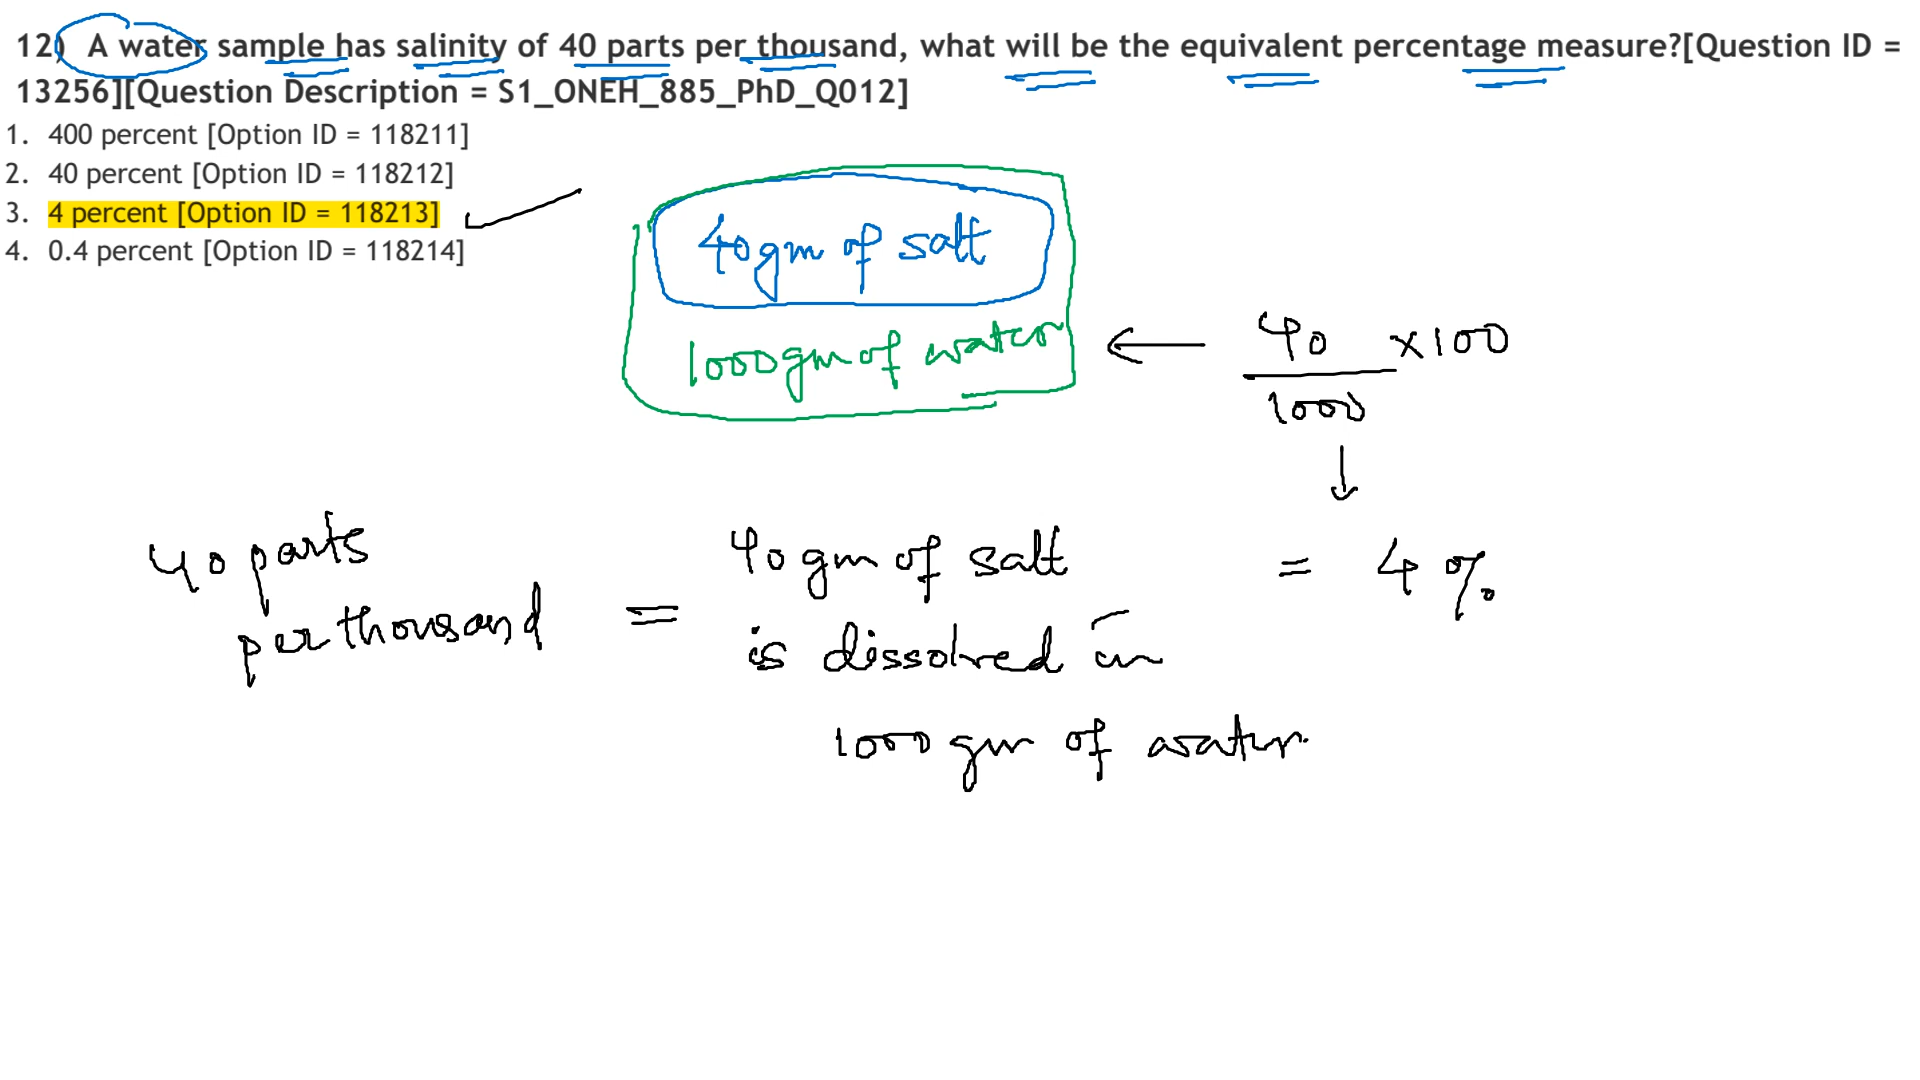 12) A water sample has salinity of 40 parts per thousand, what will be the equivalent percentage measure?[Question ID =
13256][Question Description = S1_ONEH_885_PhD_Q012]
1. 400 percent [Option ID = 118211]
2. 40 percent [Option ID = 118212]
3. 4 percent [Option ID = 118213]
4. 0.4 percent [Option ID = 118214]
40gm of salt
1000gm of water
40 x100
1000
40 parts
per thousand
=
40 gm of salt
is dissolved in
1000 gm of water.
= 4 %